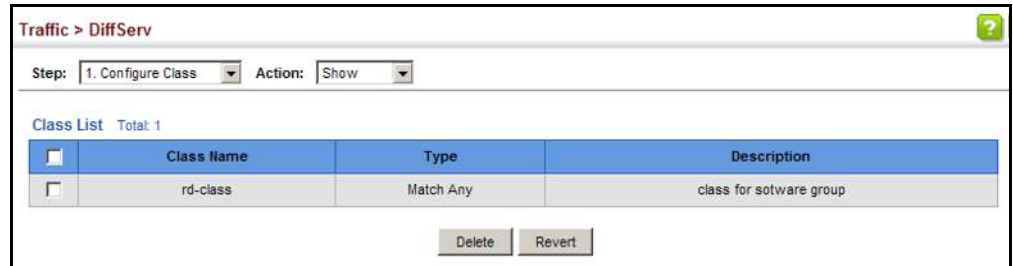 Traffic > DiffServ
?
Step: 1. Configure Class Action: Show
Class List Total: 1
Class Name Type Description
rd-class Match Any class for sotware group
Delete Revert